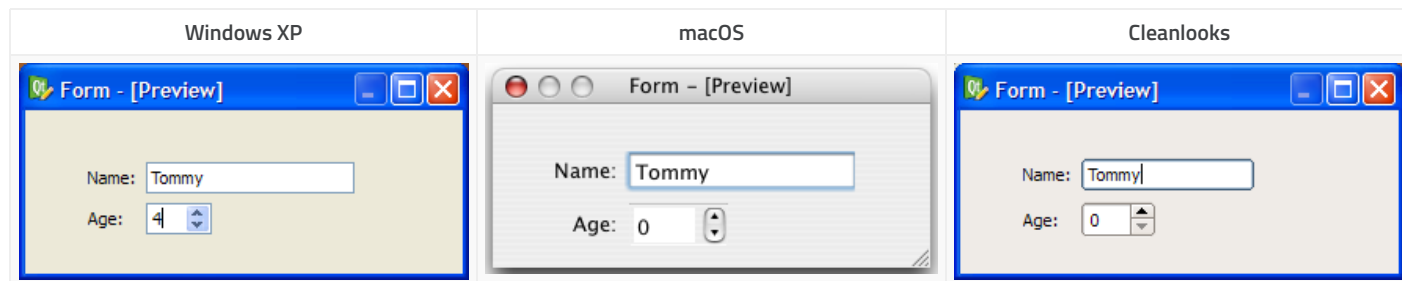 Windows XP macOS Cleanlooks
Form - [Preview] Form – [Preview] Form - [Preview]
Name: Tommy Name: Tommy Name: Tommy
Age: 4 Age: 0 Age: 0